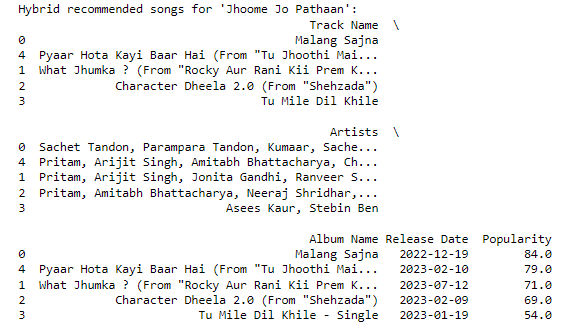 Hybrid recommended songs for 'Jhoome Jo Pathaan':
Track Name \
0 Malang Sajna
4 Pyaar Hota Kayi Baar Hai (From "Tu Jhoothi Mai...
1 What Jhumka ? (From "Rocky Aur Rani Kii Prem K...
2 Character Dheela 2.0 (From "Shehzada")
3 Tu Mile Dil Khile
Artists \
0 Sachet Tandon, Parampara Tandon, Kumaar, Sache...
4 Pritam, Arijit Singh, Amitabh Bhattacharya, Ch...
1 Pritam, Arijit Singh, Jonita Gandhi, Ranveer S...
2 Pritam, Amitabh Bhattacharya, Neeraj Shridhar,...
3 Asees Kaur, Stebin Ben
Album Name Release Date Popularity
0 Malang Sajna 2022-12-19 84.0
4 Pyaar Hota Kayi Baar Hai (From "Tu Jhoothi Mai... 2023-02-10 79.0
1 What Jhumka ? (From "Rocky Aur Rani Kii Prem K... 2023-07-12 71.0
2 Character Dheela 2.0 (From "Shehzada") 2023-02-09 69.0
3 Tu Mile Dil Khile - Single 2023-01-19 54.0